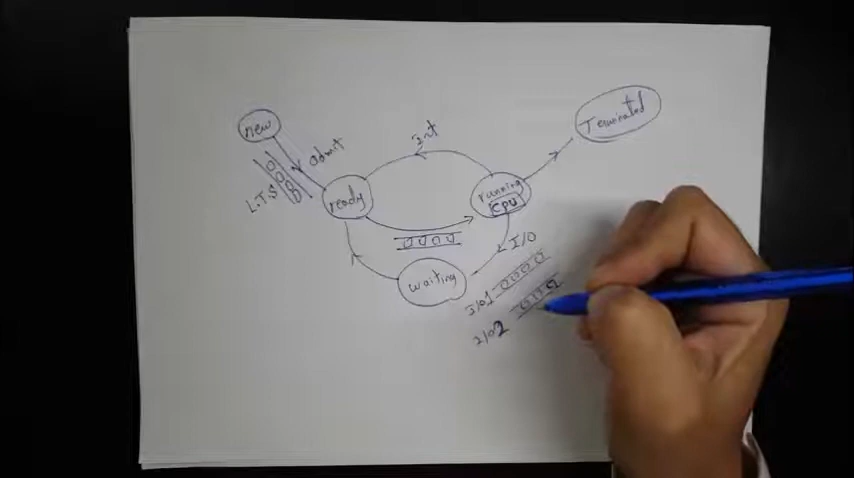 new
admit
L.T.S
ready
Int
running
CPU
Terminated
I/O
waiting
I/O1
I/O2